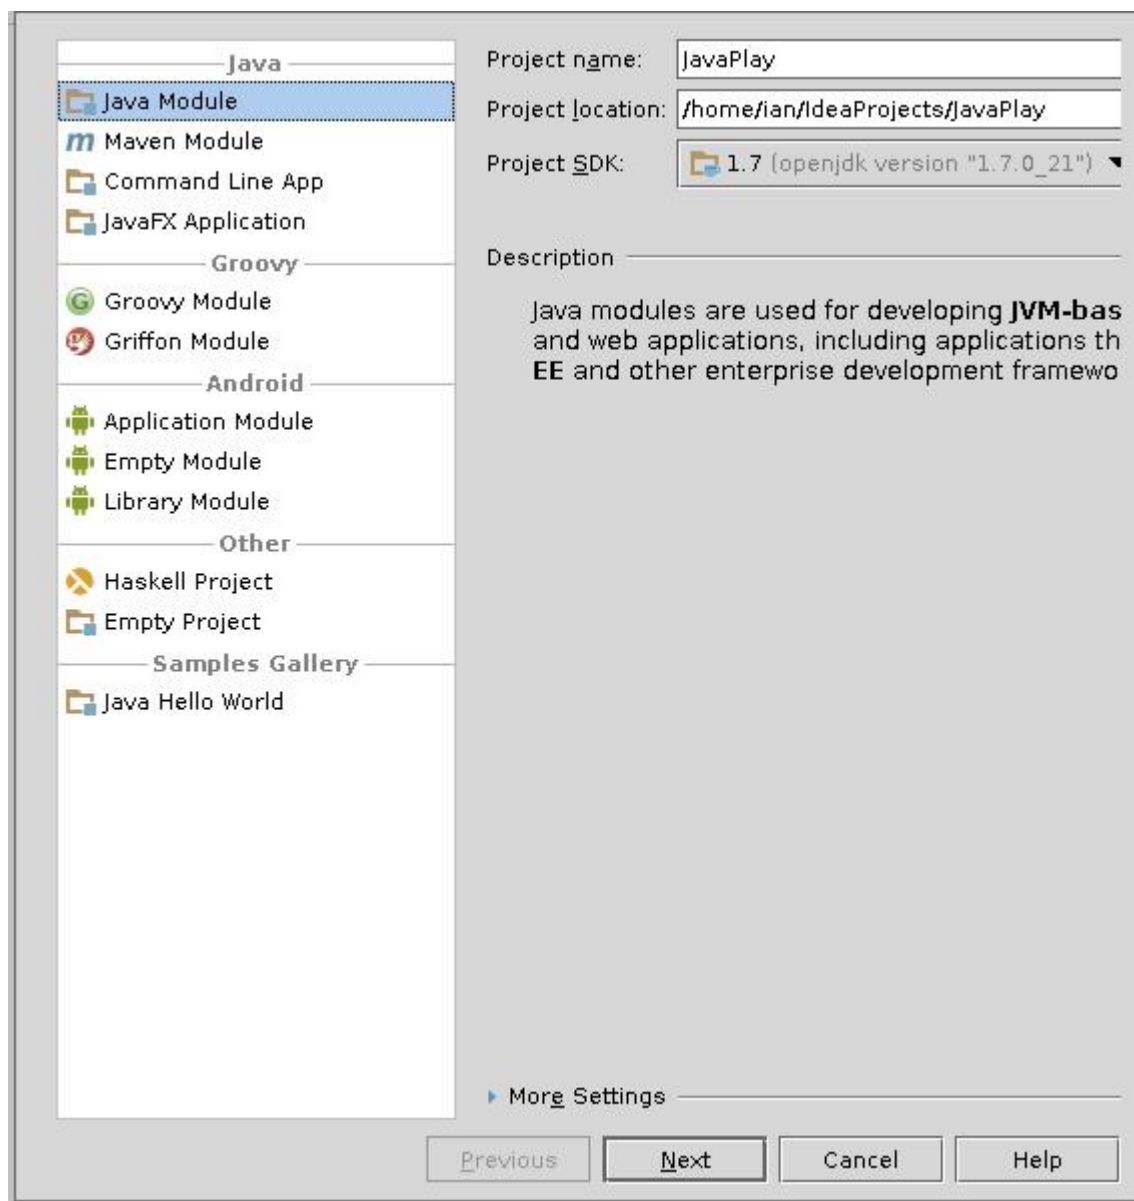 Java
Java Module
Maven Module
Command Line App
JavaFX Application
Groovy
Groovy Module
Griffon Module
Android
Application Module
Empty Module
Library Module
Other
Haskell Project
Empty Project
Samples Gallery
Java Hello World
Project name: JavaPlay
Project location: /home/ian/IdeaProjects/JavaPlay
Project SDK: 1.7 (openjdk version "1.7.0_21")
Description
Java modules are used for developing JVM-bas
and web applications, including applications th
EE and other enterprise development framewo
More Settings
Previous Next Cancel Help